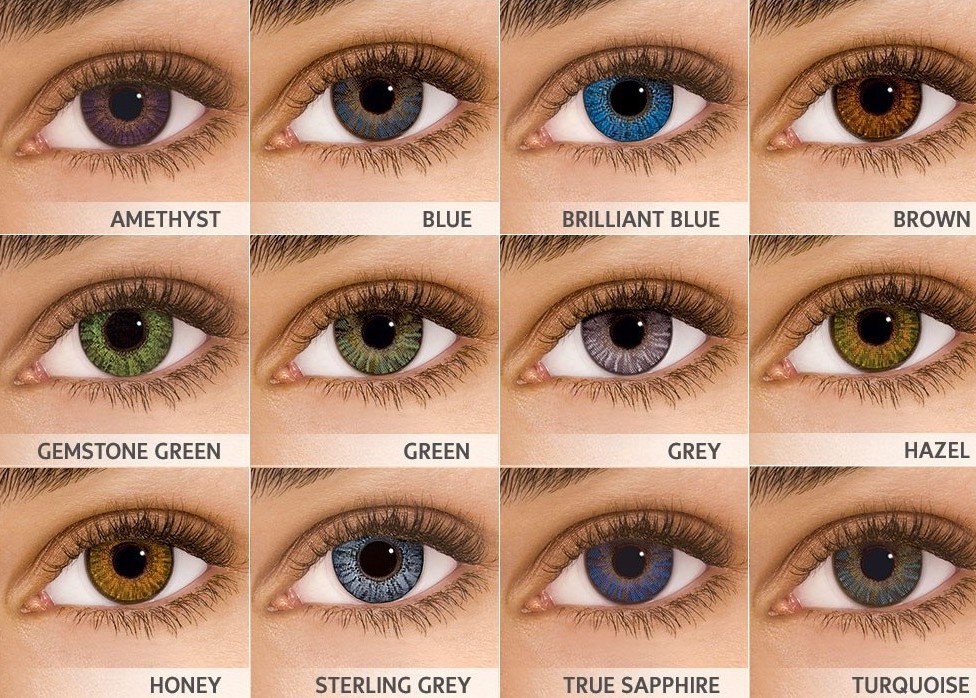 AMETHYST
BLUE
BRILLIANT BLUE
BROWN
GEMSTONE GREEN
GREEN
GREY
HAZEL
HONEY
STERLING GREY
TRUE SAPPHIRE
TURQUOISE